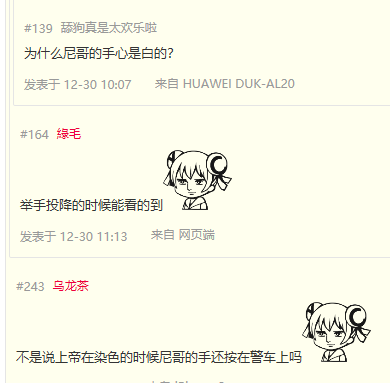 #139 舔狗真是太欢乐啦
为什么尼哥的手心是白的?
发表于 12-30 10:07 来自 HUAWEI DUK-AL20
#164 緣毛
举手投降的时候能看的到
发表于 12-30 11:13 来自 网页端
#243 乌龙茶
不是说上帝在染色的时候尼哥的手还按在警车上吗